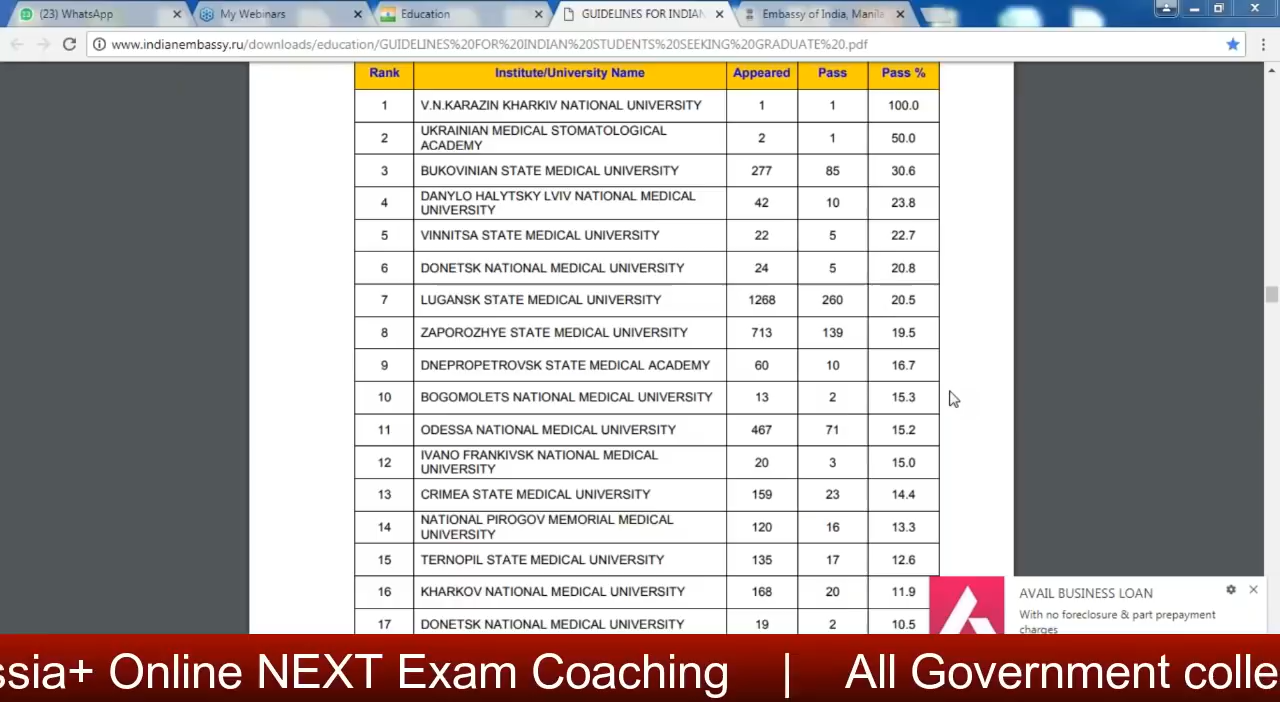 (23) WhatsApp
My Webinars
Education
GUIDELINES FOR INDIAN
Embassy of India, Manila
www.indianembassy.ru/downloads/education/GUIDELINES%20FOR%20INDIAN%20STUDENTS%20SEEKING%20GRADUATE%20.pdf
Rank Institute/University Name Appeared Pass Pass %
1 V.N.KARAZIN KHARKIV NATIONAL UNIVERSITY 1 1 100.0
2 UKRAINIAN MEDICAL STOMATOLOGICAL
ACADEMY 2 1 50.0
3 BUKOVINIAN STATE MEDICAL UNIVERSITY 277 85 30.6
4 DANYLO HALYTSKY LVIV NATIONAL MEDICAL
UNIVERSITY 42 10 23.8
5 VINNITSA STATE MEDICAL UNIVERSITY 22 5 22.7
6 DONETSK NATIONAL MEDICAL UNIVERSITY 24 5 20.8
7 LUGANSK STATE MEDICAL UNIVERSITY 1268 260 20.5
8 ZAPOROZHYE STATE MEDICAL UNIVERSITY 713 139 19.5
9 DNEPROPETROVSK STATE MEDICAL ACADEMY 60 10 16.7
10 BOGOMOLETS NATIONAL MEDICAL UNIVERSITY 13 2 15.3
11 ODESSA NATIONAL MEDICAL UNIVERSITY 467 71 15.2
12 IVANO FRANKIVSK NATIONAL MEDICAL
UNIVERSITY 20 3 15.0
13 CRIMEA STATE MEDICAL UNIVERSITY 159 23 14.4
14 NATIONAL PIROGOV MEMORIAL MEDICAL
UNIVERSITY 120 16 13.3
15 TERNOPIL STATE MEDICAL UNIVERSITY 135 17 12.6
16 KHARKOV NATIONAL MEDICAL UNIVERSITY 168 20 11.9
17 DONETSK NATIONAL MEDICAL UNIVERSITY 19 2 10.5
AVAIL BUSINESS LOAN
With no foreclosure & part prepayment
charges
ssia+ Online NEXT Exam Coaching | All Government colle